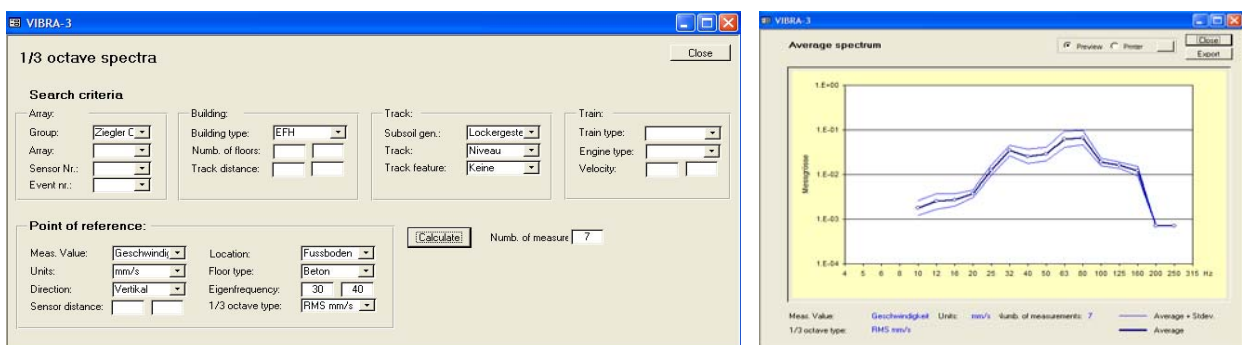 VIBRA-3
1/3 octave spectra
Close
Search criteria
Array:
Group: Ziegler C
Array:
Sensor Nr.:
Event nr.:
Building:
Building type: EFH
Numb. of floors:
Track distance:
Track:
Subsoil gen.: Lockergeste
Track: Niveau
Track feature: Keine
Train:
Train type:
Engine type:
Velocity:
Point of reference:
Meas. Value: Geschwindi
Units: mm/s
Direction: Vertikal
Sensor distance:
Location: Fussboden
Floor type: Beton
Eigenfrequency: 30 40
1/3 octave type: RMS mm/s
Calculate
Numb. of measure 7
VIBRA-3
Average spectrum
Preview Printer
Close
Export
Messgrösse
1.E+00
1.E-01
1.E-02
1.E-03
1.E-04
4 5 6 8 10 12 16 20 25 32 40 50 63 80 100 125 160 200 250 315 Hz
Meas. Value: Geschwindigkeit Units: mm/s Numb. of measurements: 7
1/3 octave type: RMS mm/s
Average + Stdev.
Average